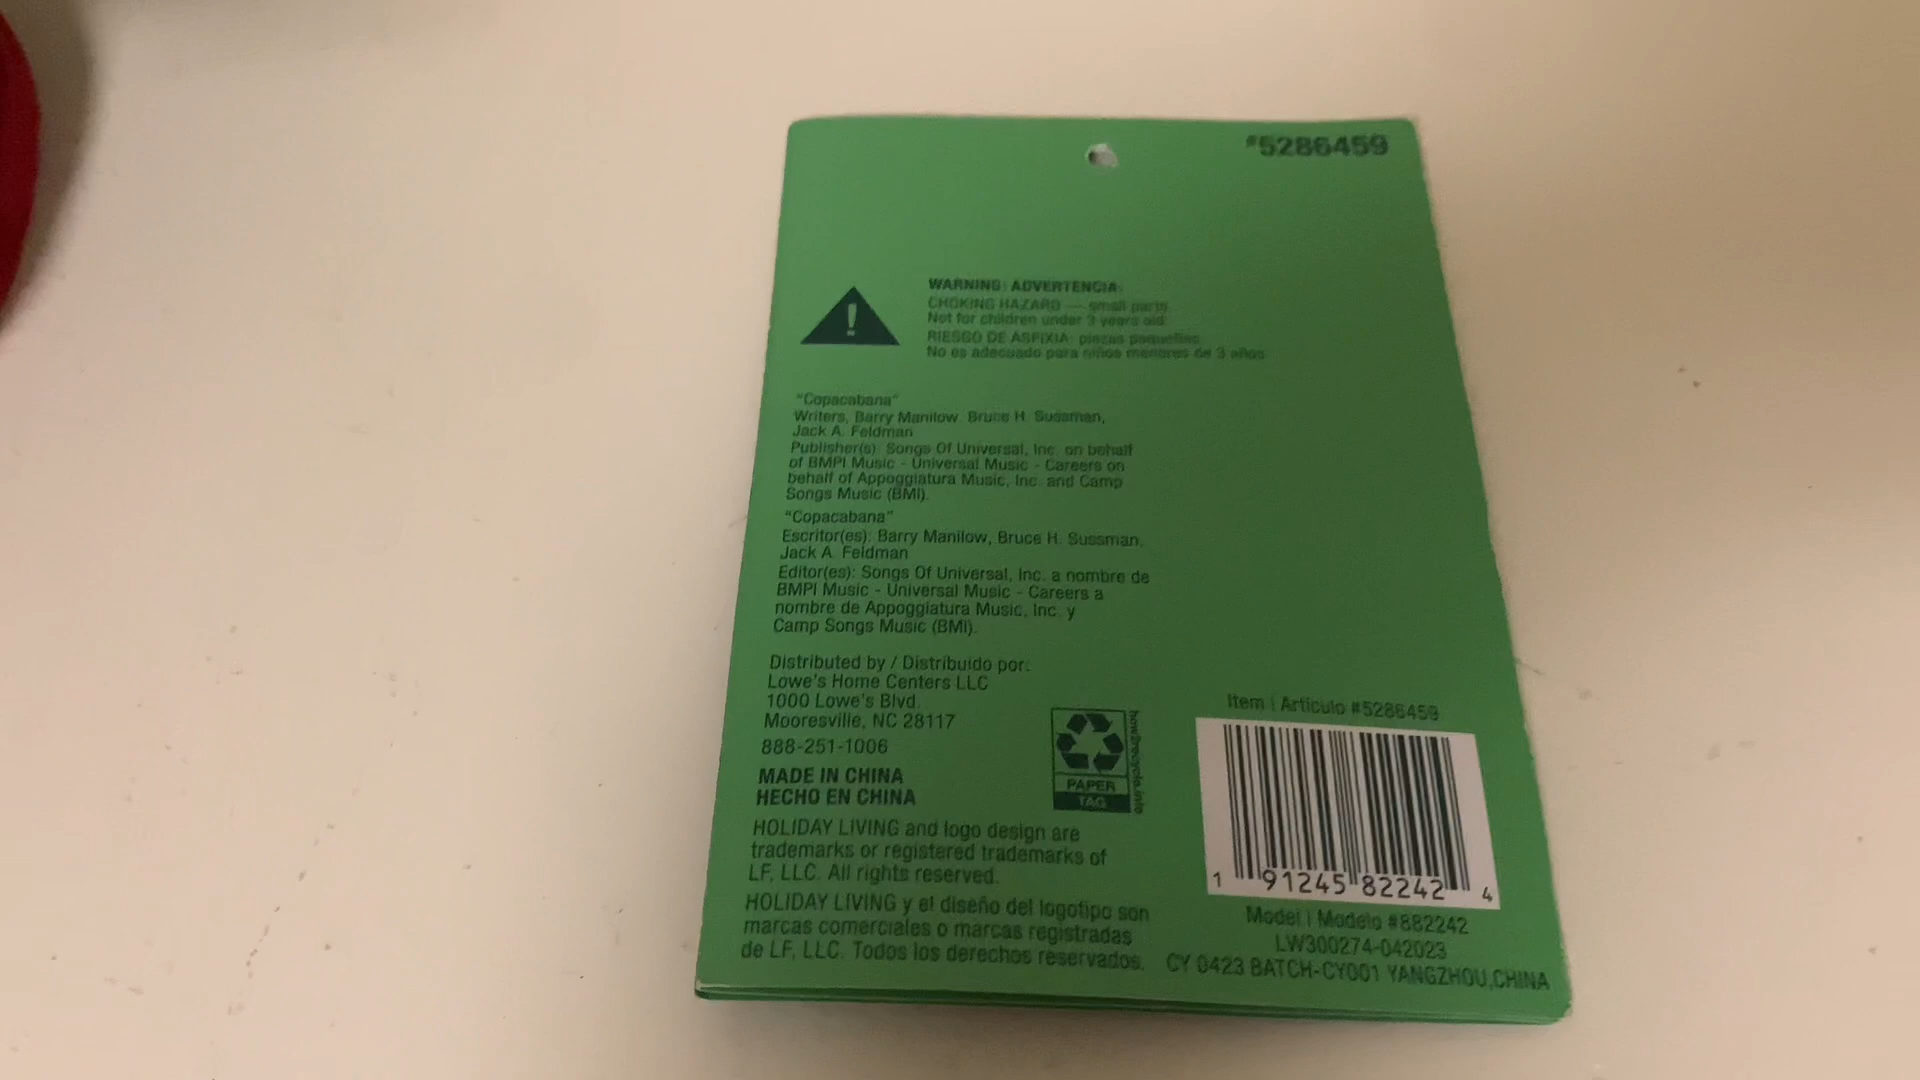 #5286459
WARNING: ADVERTENCIA:
CHOKING HAZARD — small parts.
Not for children under 3 years old.
RIESGO DE ASFIXIA: piezas pequeñas.
No es adecuado para niños menores de 3 años.
"Copacabana"
Writers, Barry Manilow, Bruce H. Sussman,
Jack A. Feldman
Publisher(s): Songs Of Universal, Inc. on behalf
of BMPI Music - Universal Music - Careers on
behalf of Appoggiatura Music, Inc. and Camp
Songs Music (BMI).
"Copacabana"
Escritor(es): Barry Manilow, Bruce H. Sussman,
Jack A. Feldman
Editor(es): Songs Of Universal, Inc. a nombre de
BMPI Music - Universal Music - Careers a
nombre de Appoggiatura Music, Inc. y
Camp Songs Music (BMI).
Distributed by / Distribuido por:
Lowe's Home Centers LLC
1000 Lowe's Blvd.
Mooresville, NC 28117
888-251-1006
MADE IN CHINA
HECHO EN CHINA
HOLIDAY LIVING and logo design are
trademarks or registered trademarks of
LF, LLC. All rights reserved.
HOLIDAY LIVING y el diseño del logotipo son
marcas comerciales o marcas registradas
de LF, LLC. Todos los derechos reservados.
how2recycle.info
PAPER
TAG
Item | Artículo #5286459
1 91245 82242 4
Model | Modelo #882242
LW300274-042023
CY 0423 BATCH-CY001 YANGZHOU,CHINA